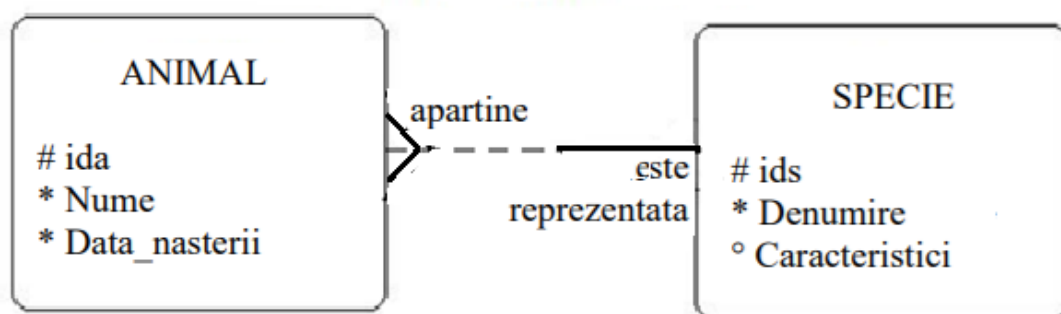 ANIMAL
# ida
* Nume
* Data_nasterii
apartine
este
reprezentata
SPECIE
# ids
* Denumire
° Caracteristici